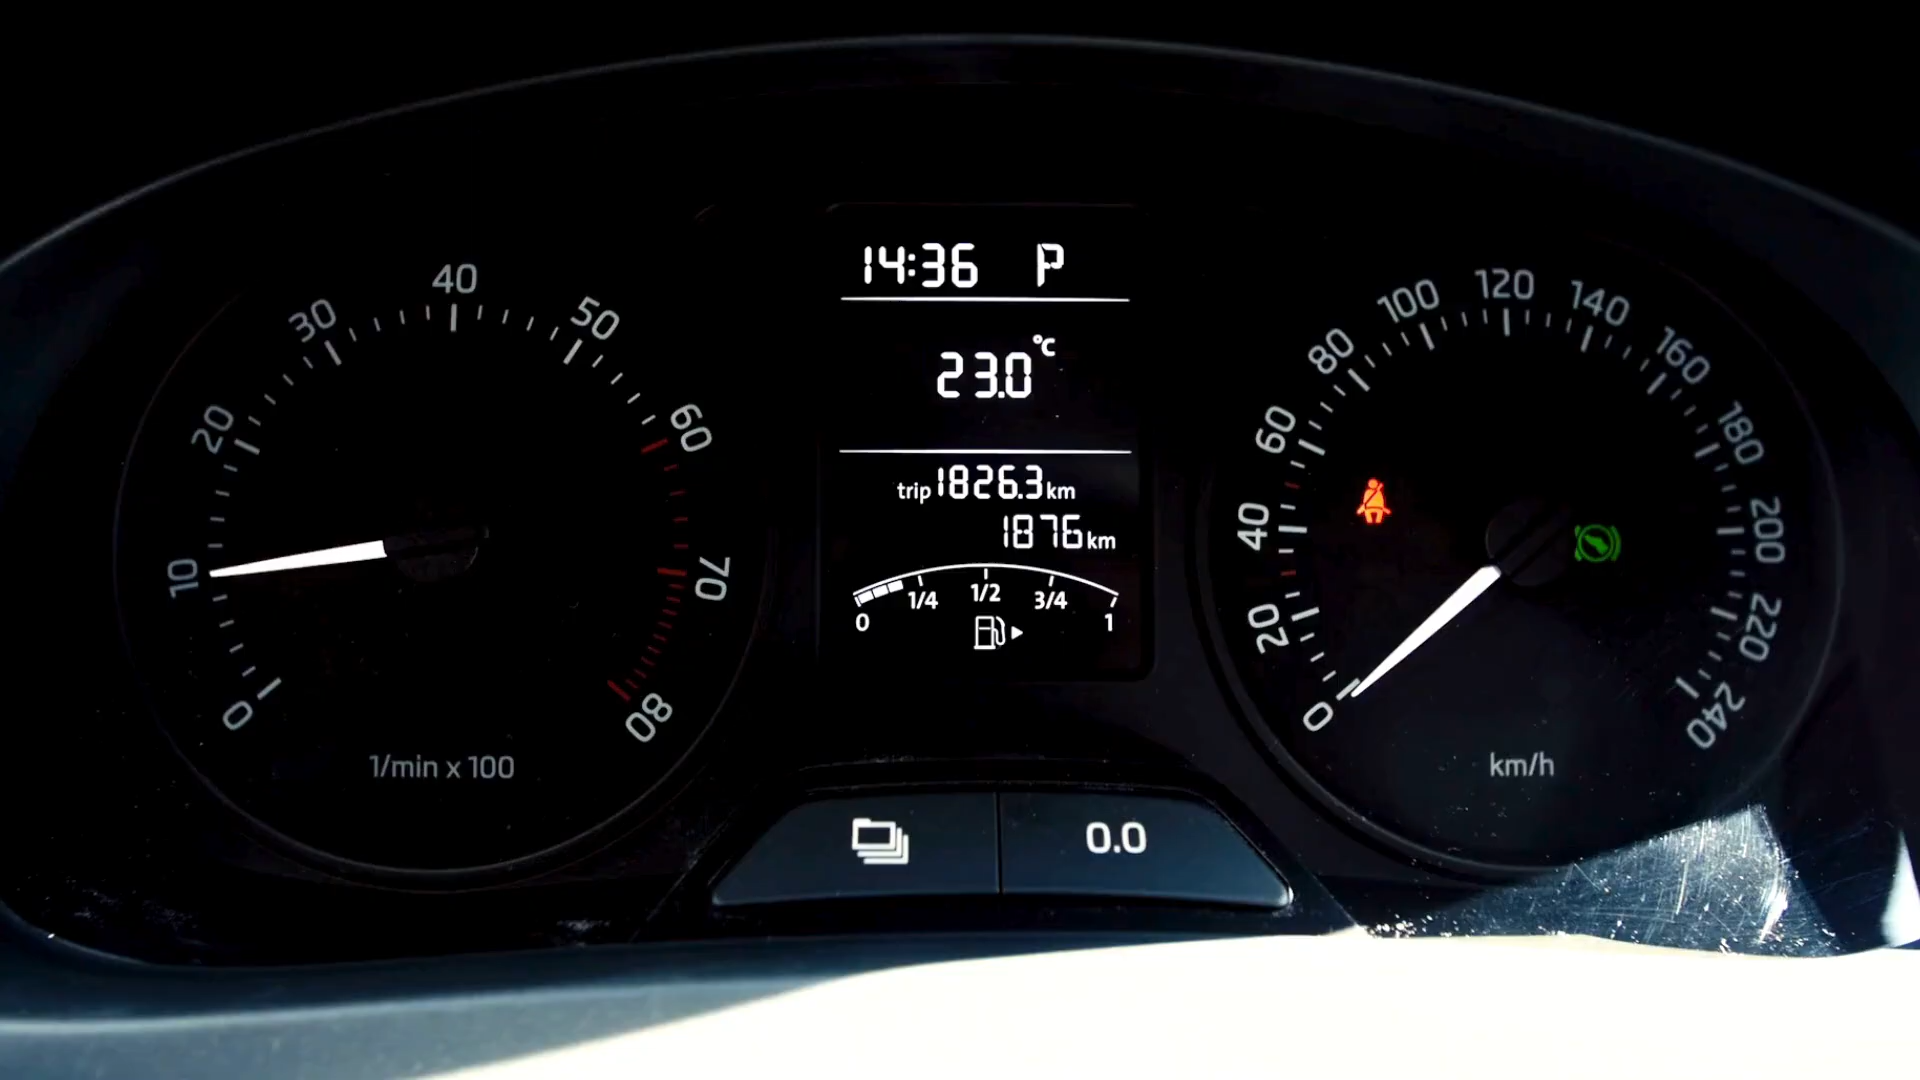 14:36 P
23.0 °C
trip 1826.3 km
1876 km
0 1/4 1/2 3/4 1
0 10 20 30 40 50 60 70 80
1/min x 100
0 20 40 60 80 100 120 140 160 180 200 220 240
km/h
0.0